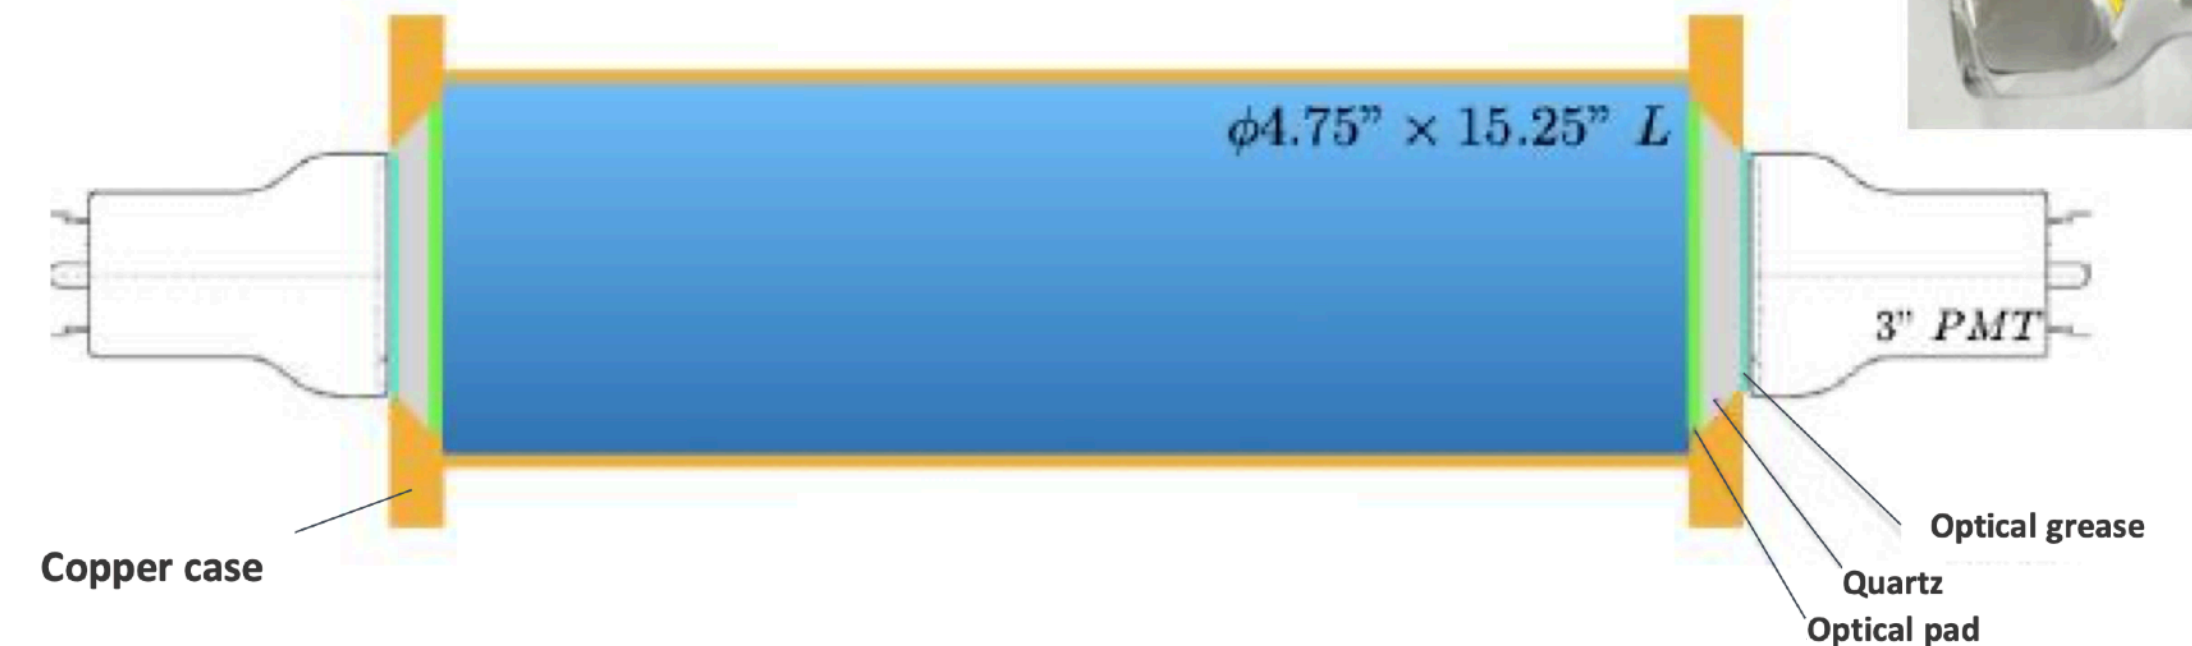 ϕ4.75” × 15.25” L
3” PMT
Copper case
Optical grease
Quartz
Optical pad